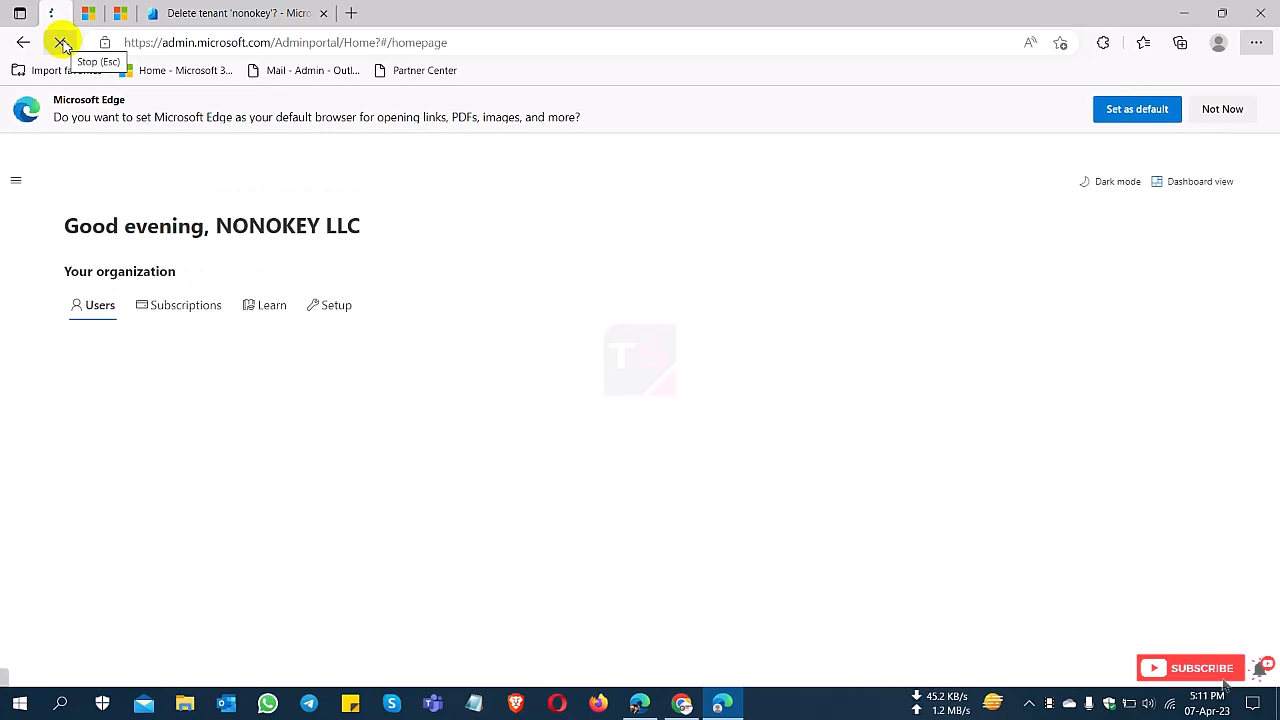 Delete tenant 'nonokey'? - Micro
https://admin.microsoft.com/Adminportal/Home?#/homepage
Stop (Esc)
Import favorites
Home - Microsoft 3...
Mail - Admin - Outl...
Partner Center
Microsoft Edge
Do you want to set Microsoft Edge as your default browser for opening links, PDFs, images, and more?
Set as default
Not Now
Dark mode
Dashboard view
Good evening, NONOKEY LLC
Your organization
Users
Subscriptions
Learn
Setup
SUBSCRIBE
45.2 KB/s
1.2 MB/s
5:11 PM
07-Apr-23